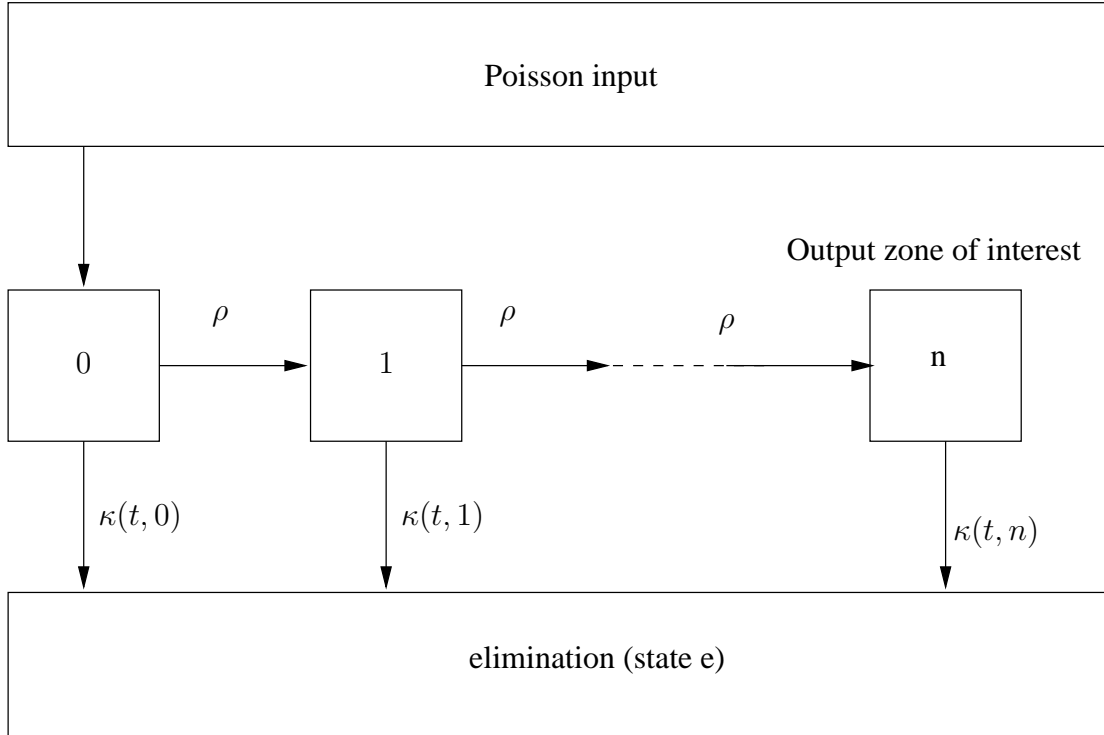 Poisson input
Output zone of interest
ρ
ρ
ρ
0
1
n
κ(t, 0)
κ(t, 1)
κ(t, n)
elimination (state e)